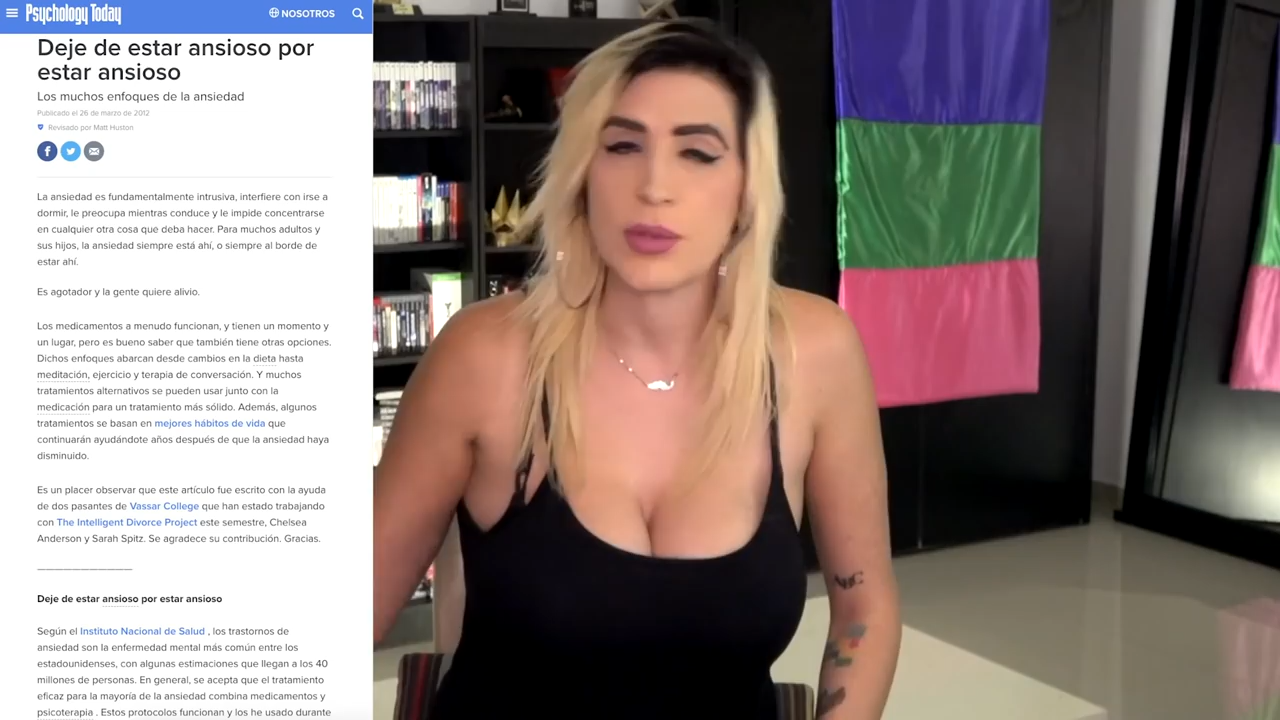 Psychology Today
NOSOTROS
Deje de estar ansioso por
estar ansioso
Los muchos enfoques de la ansiedad
Publicado el 26 de marzo de 2012
Revisado por Matt Huston
La ansiedad es fundamentalmente intrusiva, interfiere con irse a
dormir, le preocupa mientras conduce y le impide concentrarse
en cualquier otra cosa que deba hacer. Para muchos adultos y
sus hijos, la ansiedad siempre está ahí, o siempre al borde de
estar ahí.
Es agotador y la gente quiere alivio.
Los medicamentos a menudo funcionan, y tienen un momento y
un lugar, pero es bueno saber que también tiene otras opciones.
Dichos enfoques abarcan desde cambios en la dieta hasta
meditación, ejercicio y terapia de conversación. Y muchos
tratamientos alternativos se pueden usar junto con la
medicación para un tratamiento más sólido. Además, algunos
tratamientos se basan en mejores hábitos de vida que
continuarán ayudándote años después de que la ansiedad haya
disminuido.
Es un placer observar que este artículo fue escrito con la ayuda
de dos pasantes de Vassar College que han estado trabajando
con The Intelligent Divorce Project este semestre, Chelsea
Anderson y Sarah Spitz. Se agradece su contribución. Gracias.
Deje de estar ansioso por estar ansioso
Según el Instituto Nacional de Salud , los trastornos de
ansiedad son la enfermedad mental más común entre los
estadounidenses, con algunas estimaciones que llegan a los 40
millones de personas. En general, se acepta que el tratamiento
eficaz para la mayoría de la ansiedad combina medicamentos y
psicoterapia . Estos protocolos funcionan y los he usado durante